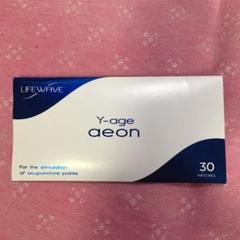 LIFEWAVE
Y-age
aeon
For the stimulation
of acupuncture points
30
PATCHES